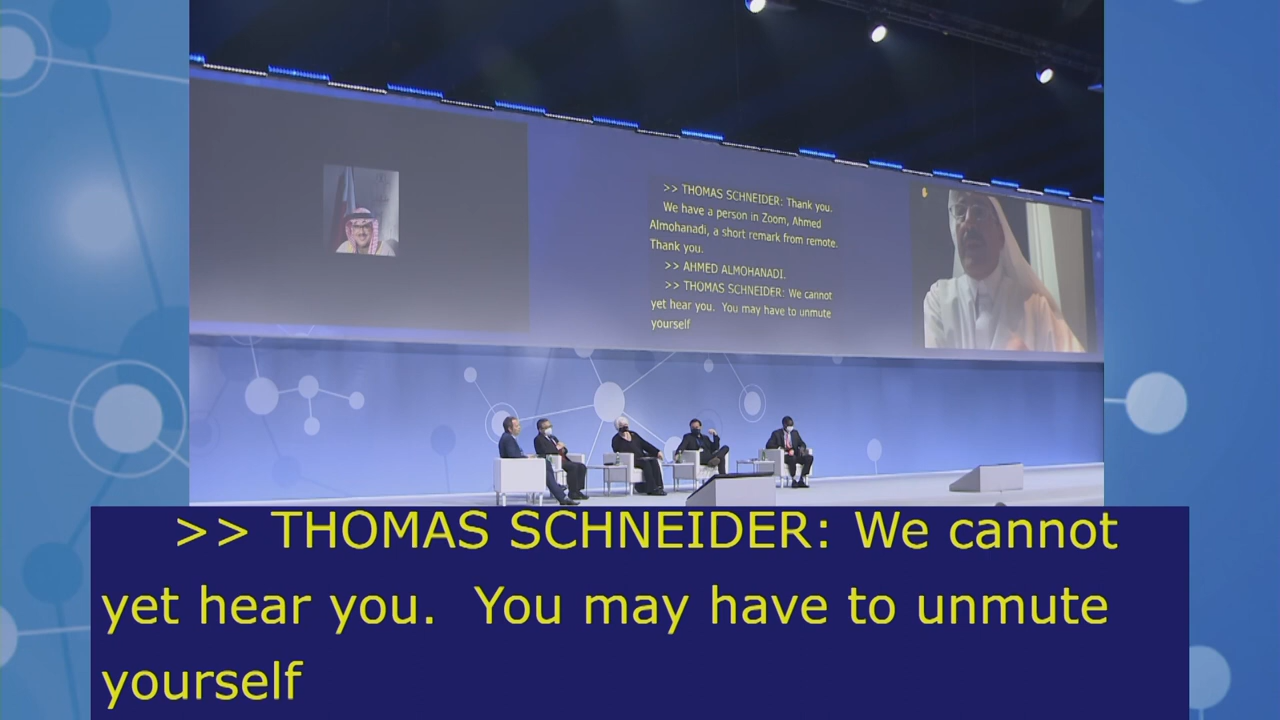 >> THOMAS SCHNEIDER: Thank you.
We have a person in Zoom, Ahmed
Almohanadi, a short remark from remote.
Thank you.
>> AHMED ALMOHANADI.
>> THOMAS SCHNEIDER: We cannot
yet hear you. You may have to unmute
yourself
>> THOMAS SCHNEIDER: We cannot
yet hear you. You may have to unmute
yourself